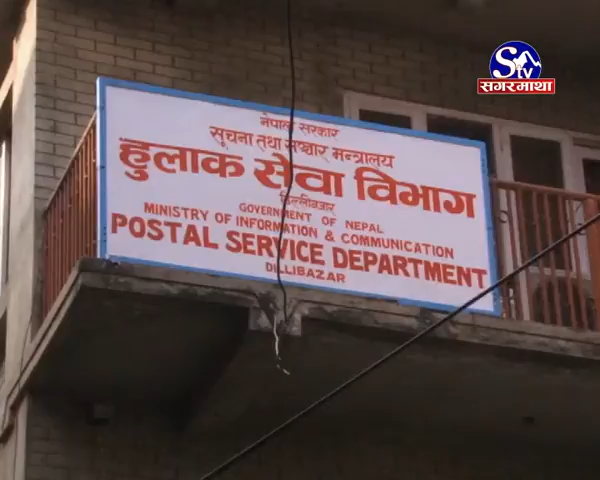 नेपाल सरकार
सूचना तथा सञ्चार मन्त्रालय
हुलाक सेवा विभाग
डिल्लीबजार
GOVERNMENT OF NEPAL
MINISTRY OF INFORMATION & COMMUNICATION
POSTAL SERVICE DEPARTMENT
DILLIBAZAR
STV
सगरमाथा